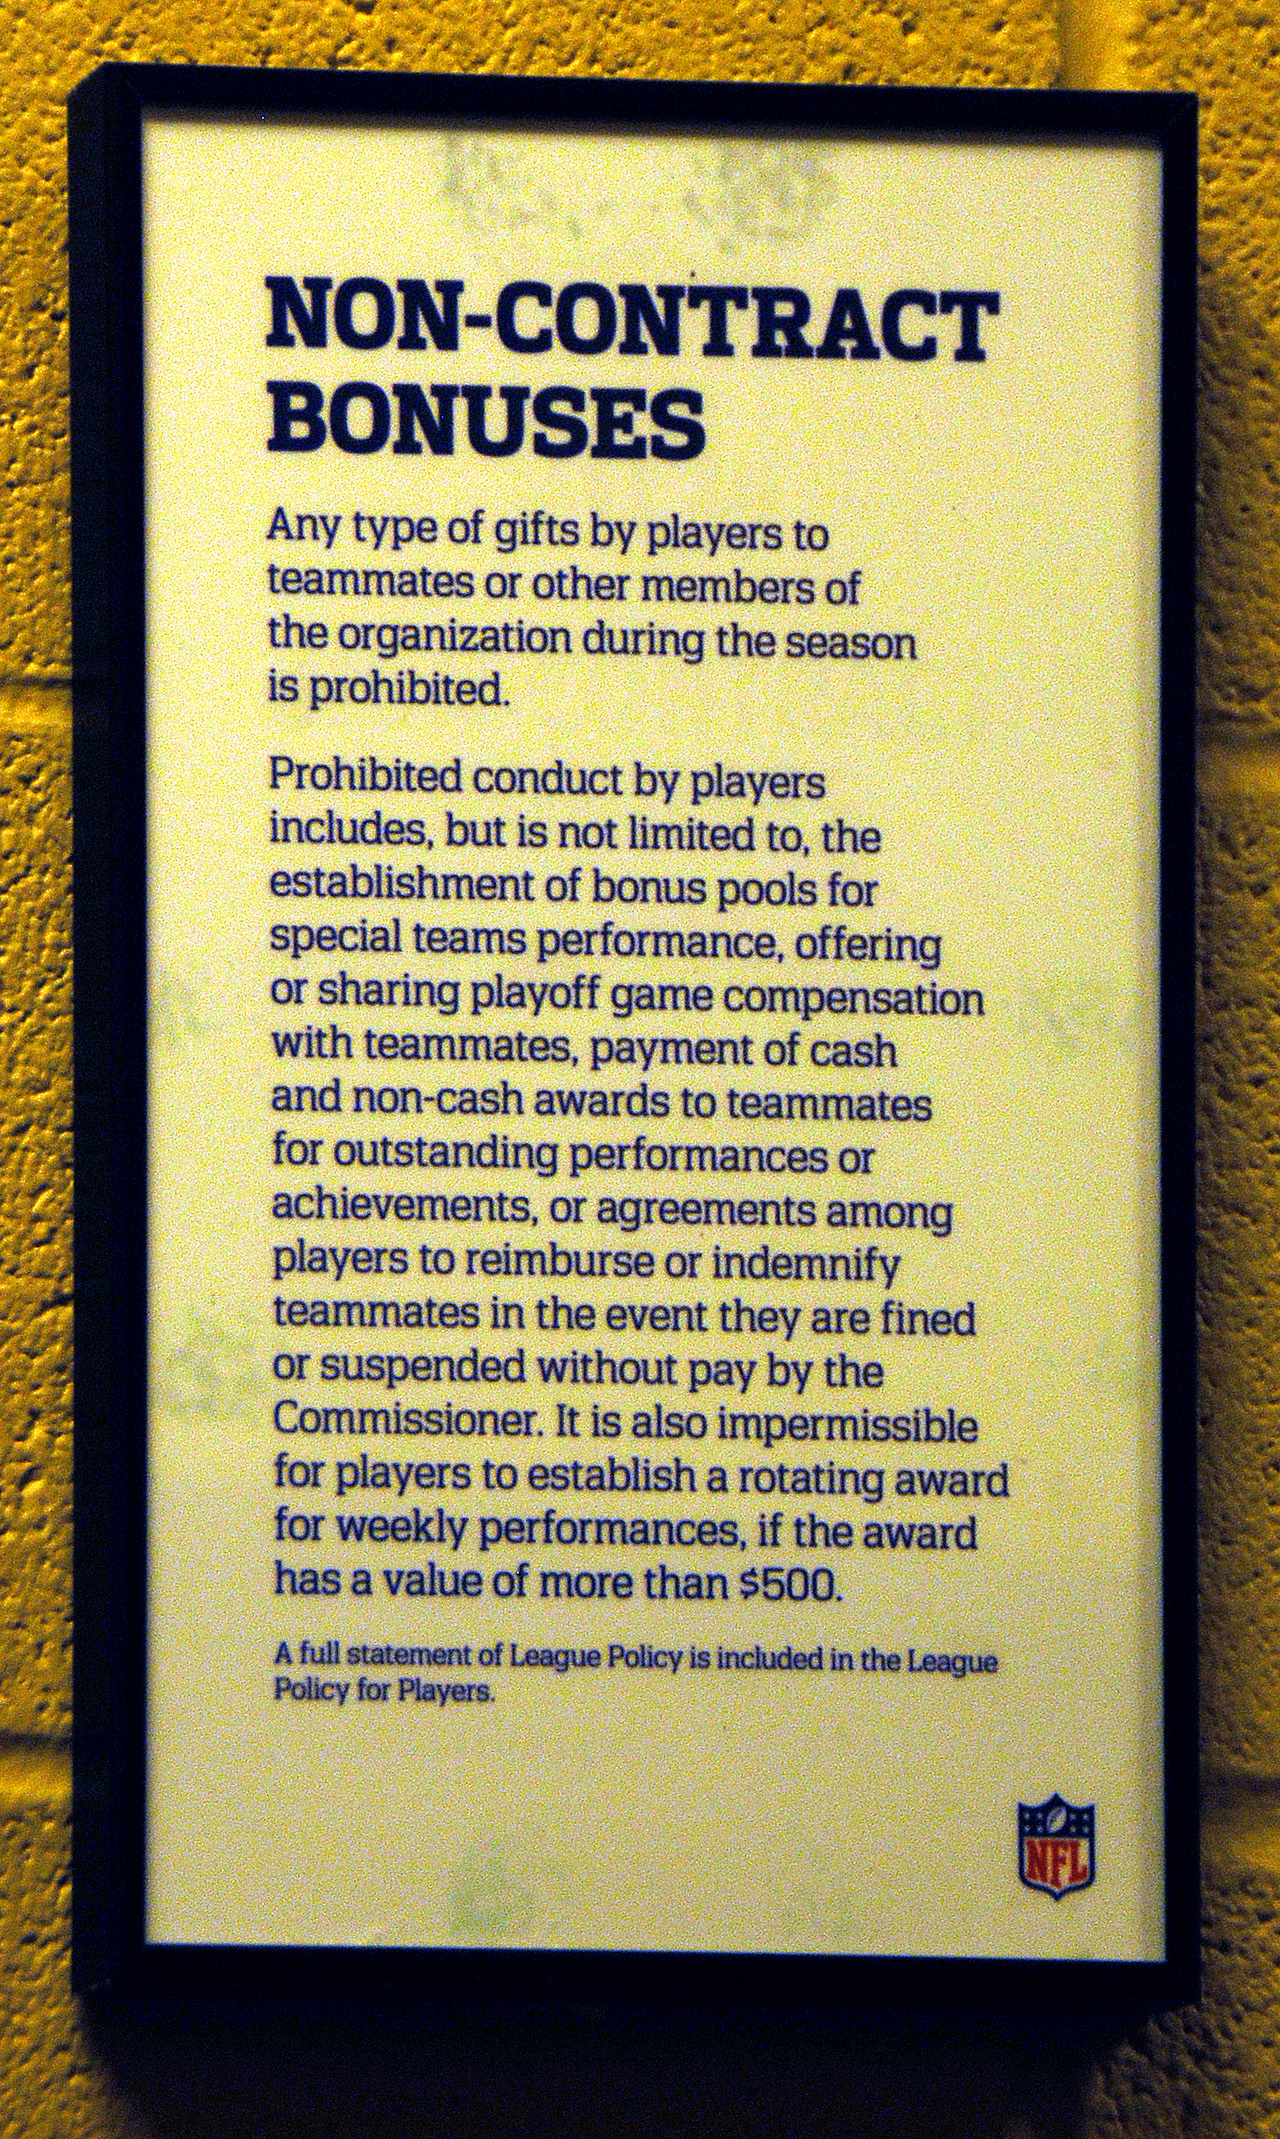 NON-CONTRACT
BONUSES
Any type of gifts by players to
teammates or other members of
the organization during the season
is prohibited.
Prohibited conduct by players
includes, but is not limited to, the
establishment of bonus pools for
special teams performance, offering
or sharing playoff game compensation
with teammates, payment of cash
and non-cash awards to teammates
for outstanding performances or
achievements, or agreements among
players to reimburse or indemnify
teammates in the event they are fined
or suspended without pay by the
Commissioner. It is also impermissible
for players to establish a rotating award
for weekly performances, if the award
has a value of more than $500.
A full statement of League Policy is included in the League
Policy for Players.
NFL